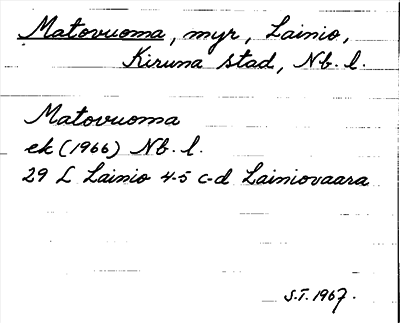 Matovuoma, myr, Lainio,
Kiruna stad, Nb. l.
Matovuoma
ek (1966) Nb. l.
29 L Lainio 4-5 c-d Lainiovaara
S.T. 1967.